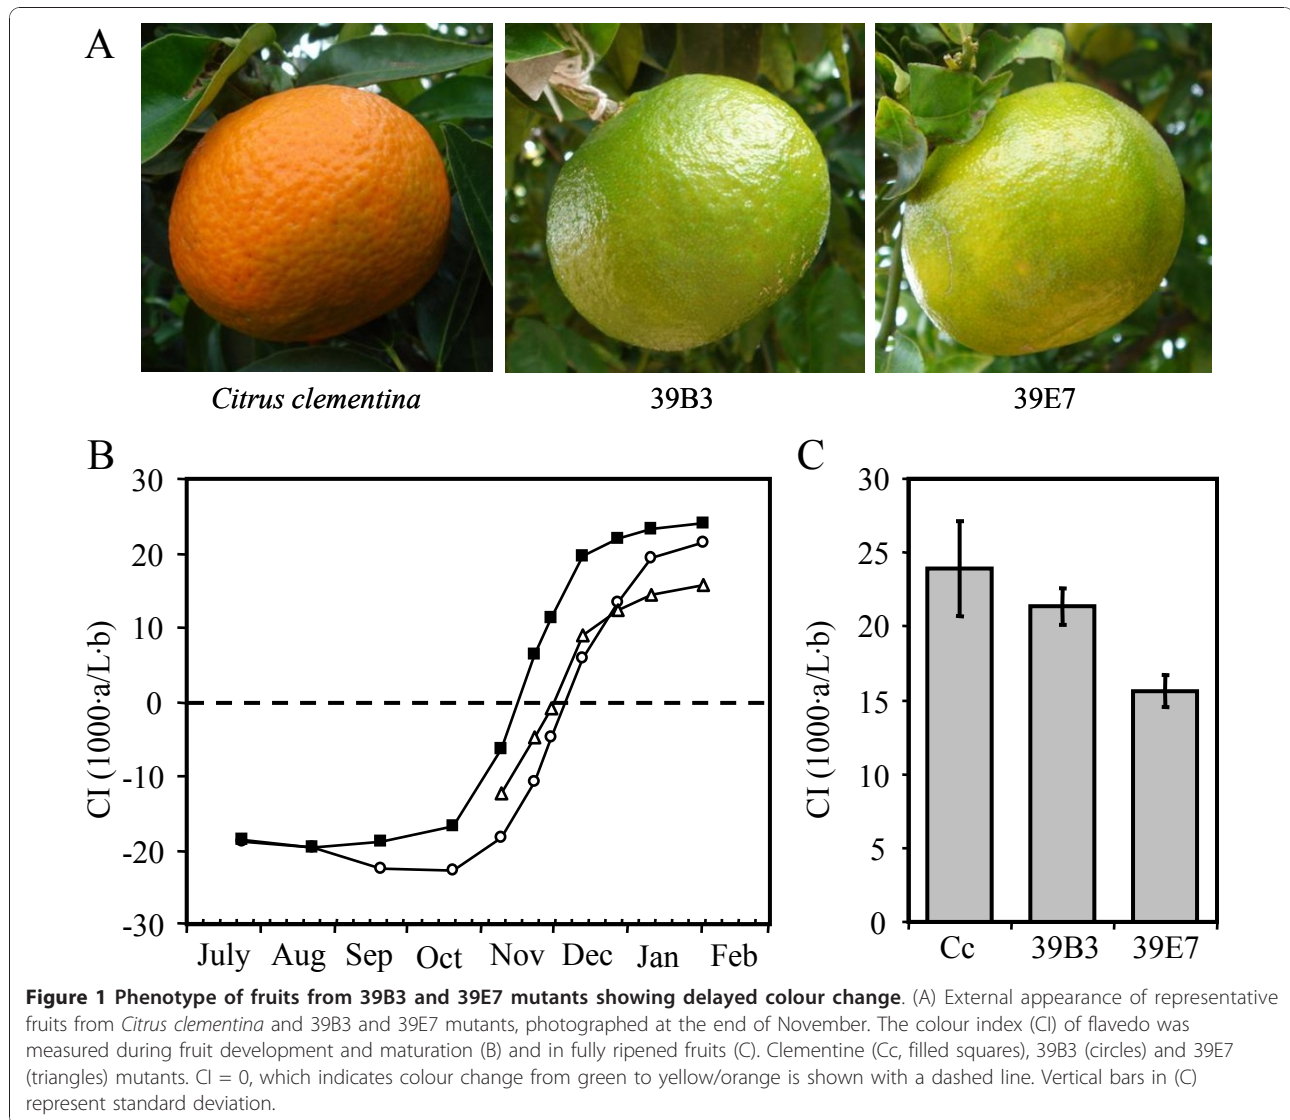 A
Citrus clementina
39B3
39E7
B
30
20
10
0
-10
-20
-30
CI (1000·a/L·b)
July Aug Sep Oct Nov Dec Jan Feb
C
30
25
20
15
10
5
0
CI (1000·a/L·b)
Cc 39B3 39E7
Figure 1 Phenotype of fruits from 39B3 and 39E7 mutants showing delayed colour change. (A) External appearance of representative
fruits from Citrus clementina and 39B3 and 39E7 mutants, photographed at the end of November. The colour index (CI) of flavedo was
measured during fruit development and maturation (B) and in fully ripened fruits (C). Clementine (Cc, filled squares), 39B3 (circles) and 39E7
(triangles) mutants. CI = 0, which indicates colour change from green to yellow/orange is shown with a dashed line. Vertical bars in (C)
represent standard deviation.